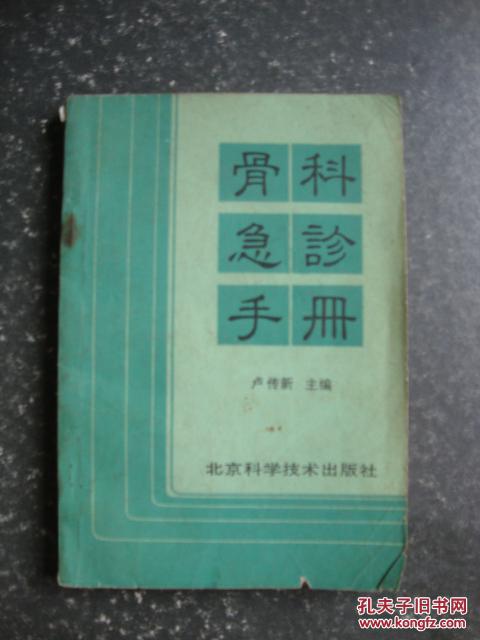 骨科
急診
手冊
卢传新 主编
北京科学技术出版社
孔夫子旧书网
www.kongfz.com